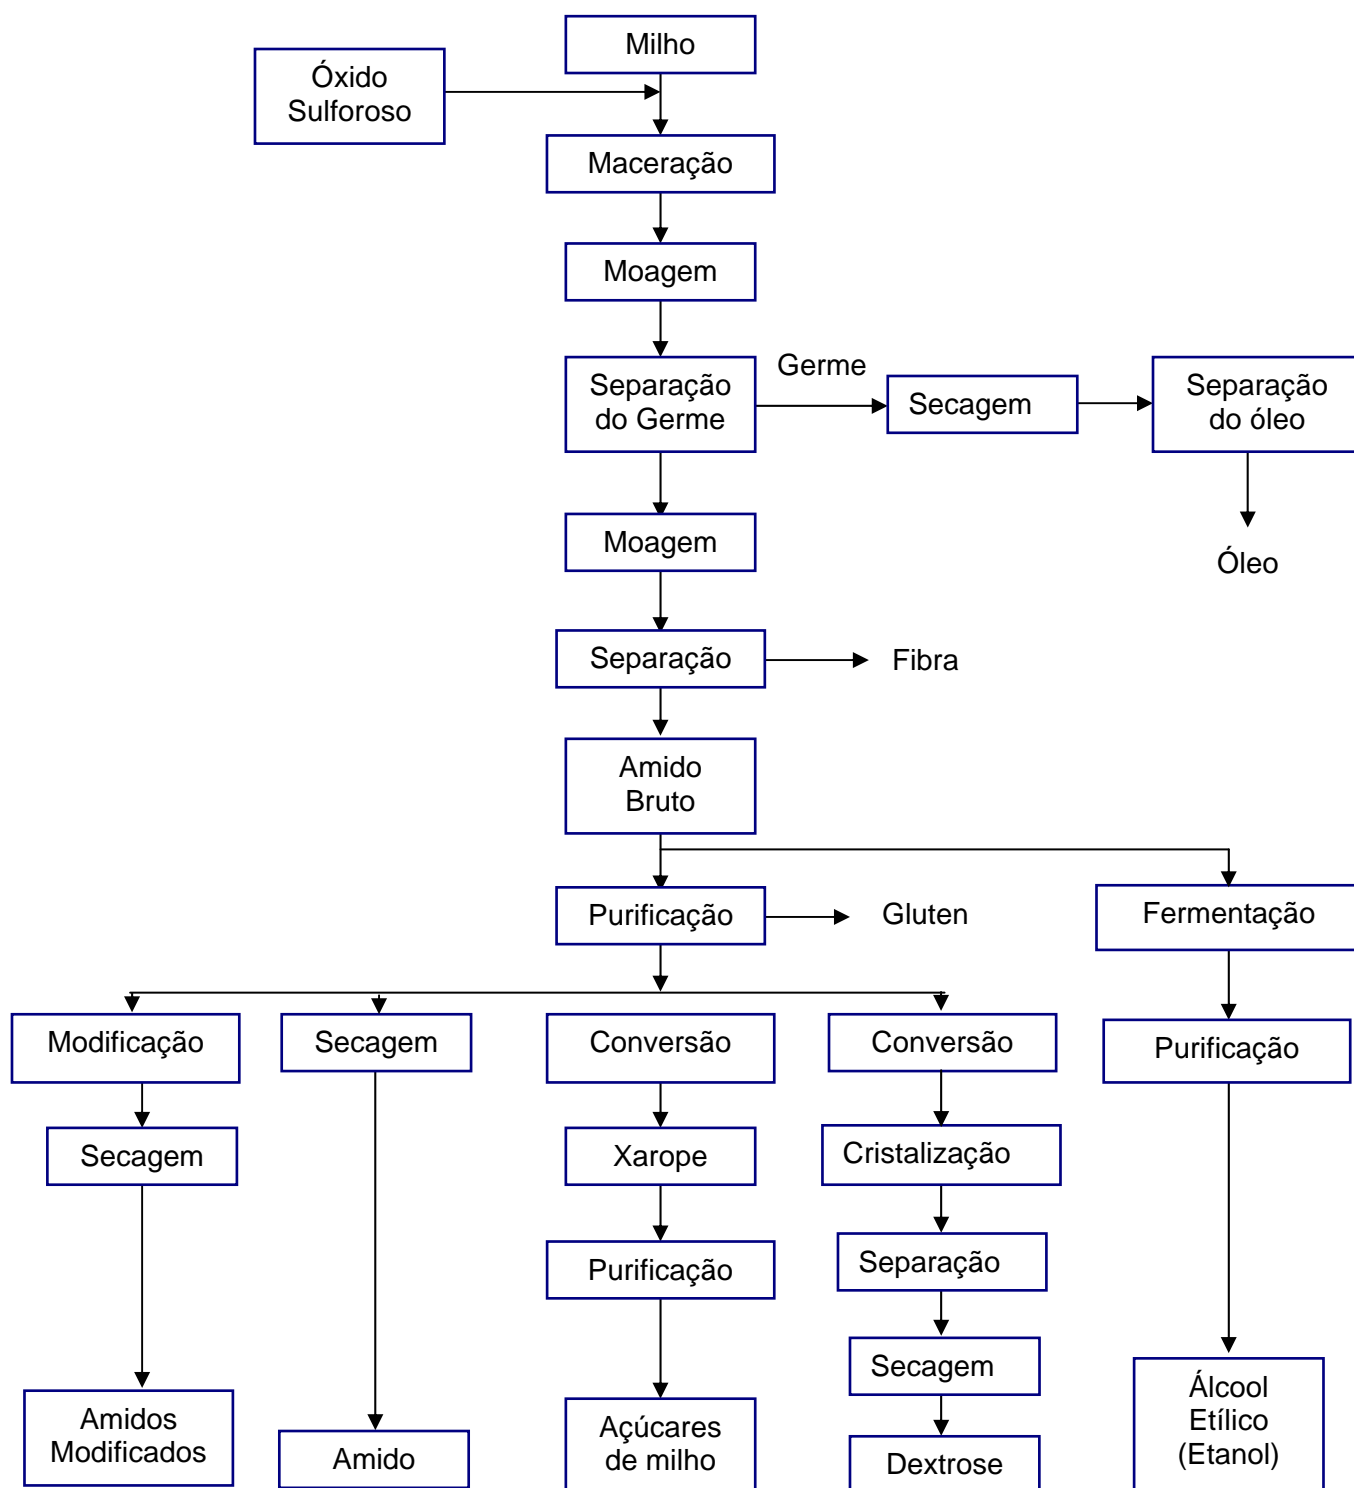 Milho
Óxido
Sulforoso
Maceração
Moagem
Separação
do Germe
Germe
Secagem
Separação
do óleo
Óleo
Moagem
Separação
Fibra
Amido
Bruto
Purificação
Gluten
Fermentação
Modificação
Secagem
Conversão
Conversão
Purificação
Secagem
Xarope
Cristalização
Purificação
Separação
Secagem
Amidos
Modificados
Amido
Açúcares
de milho
Dextrose
Álcool
Etílico
(Etanol)